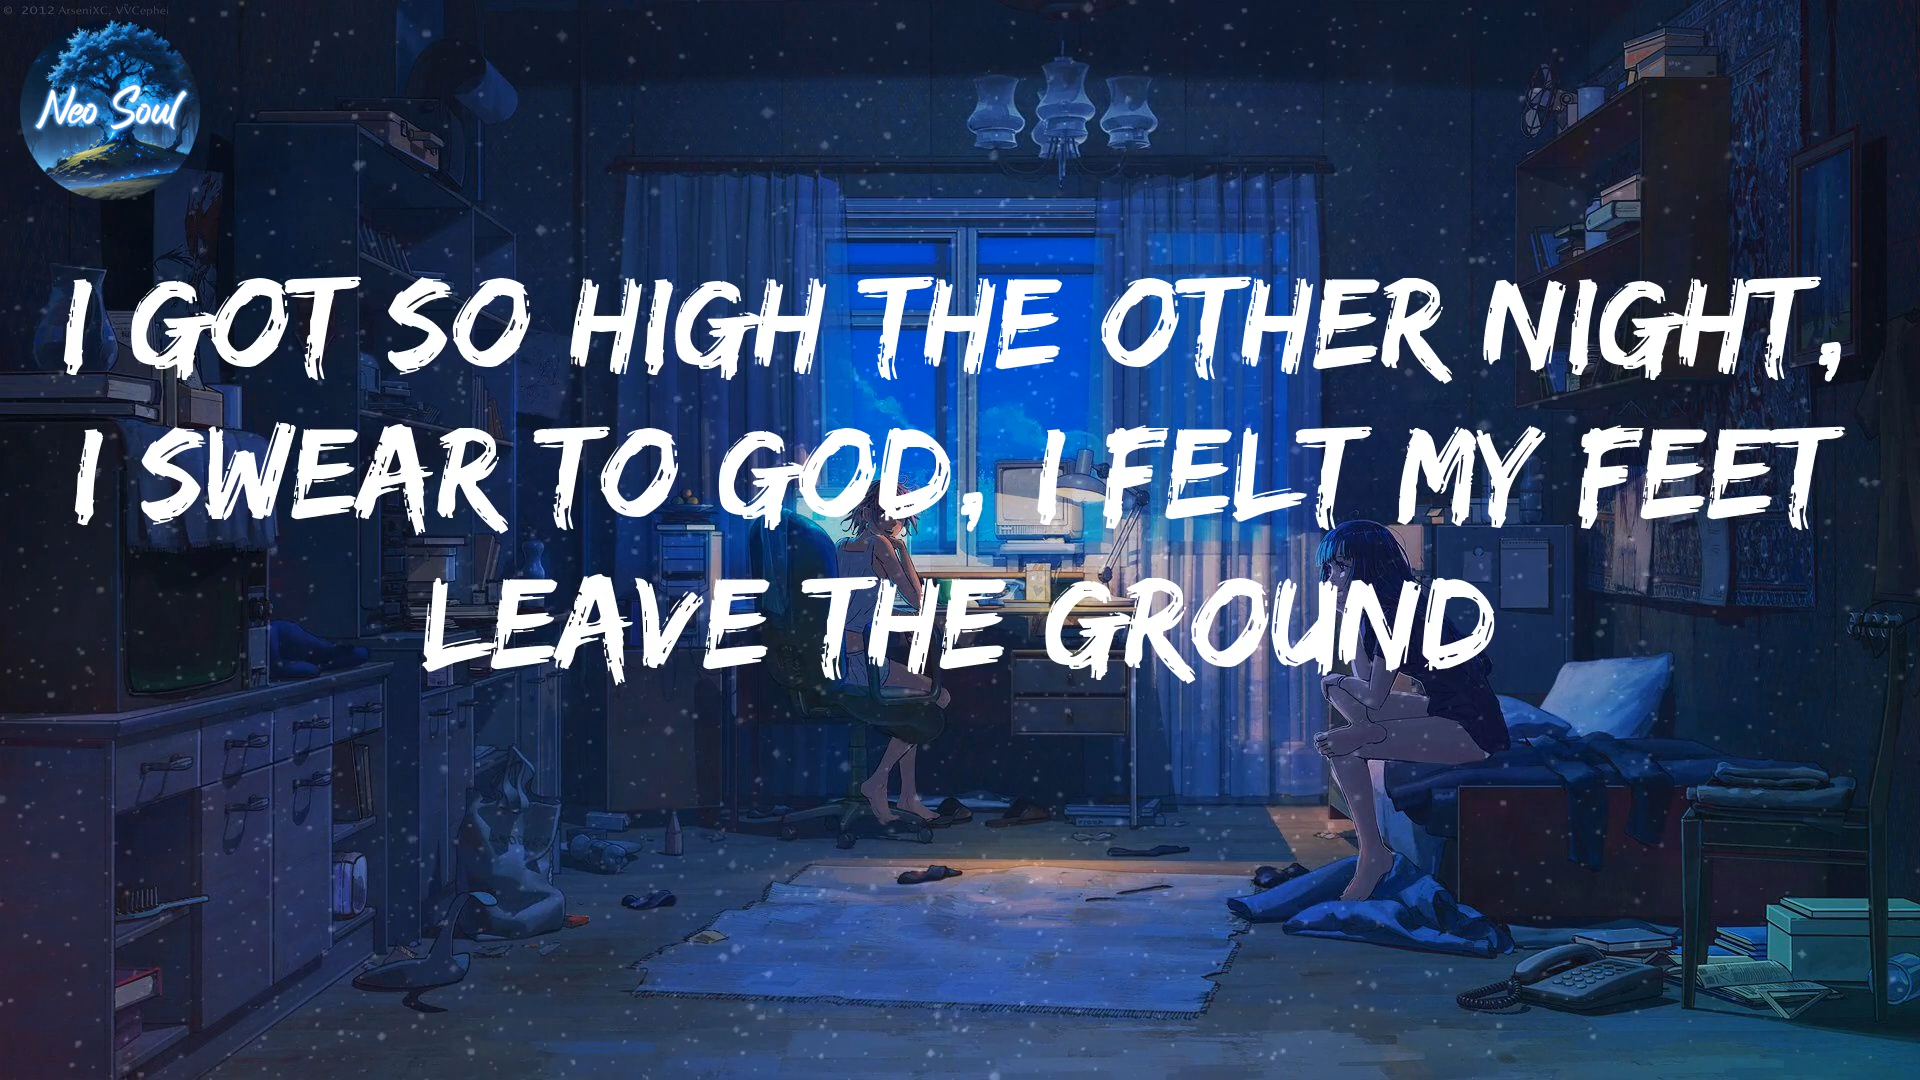 © 2012 ArseniXC, VVCephei
Neo Soul
I GOT SO HIGH THE OTHER NIGHT,
I SWEAR TO GOD, I FELT MY FEET
LEAVE THE GROUND